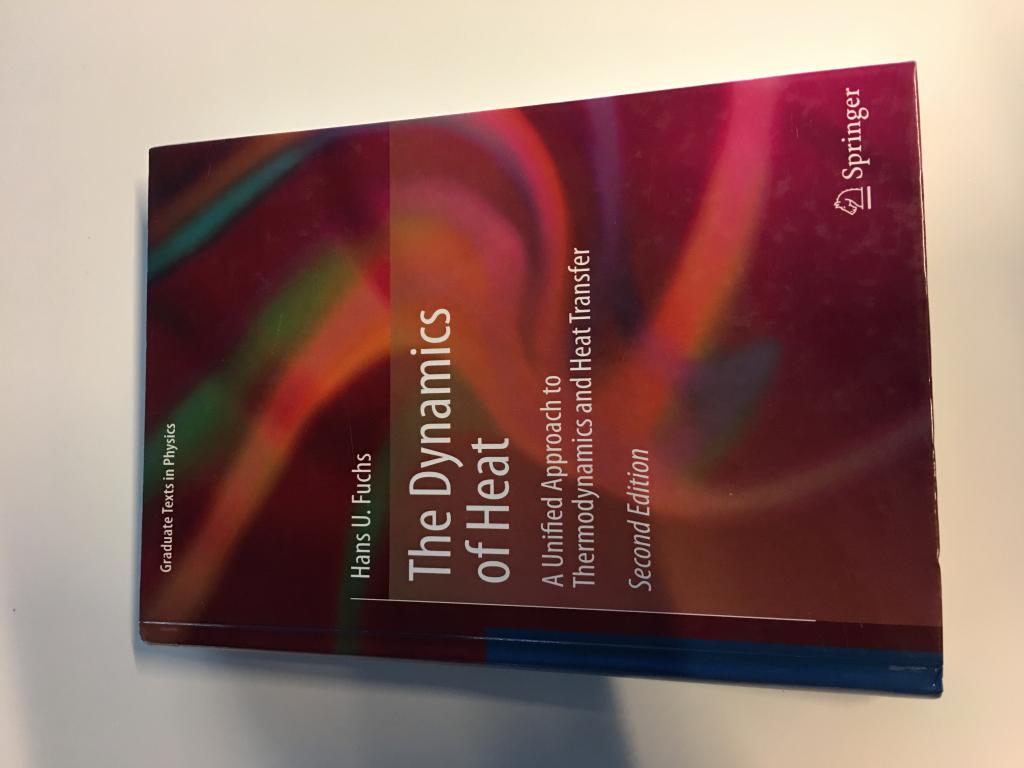 Graduate Texts in Physics
Hans U. Fuchs
The Dynamics
of Heat
A Unified Approach to
Thermodynamics and Heat Transfer
Second Edition
Springer